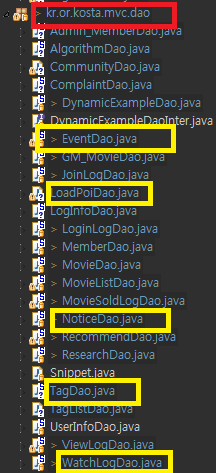 > kr.or.kosta.mvc.dao
Admin_MemberDao.java
AlgorithmDao.java
CommunityDao.java
ComplaintDao.java
> DynamicExampleDao.java
DynamicExampleDaoInter.java
> EventDao.java
> GM_MovieDao.java
> JoinLogDao.java
LoadPoiDao.java
LogInfoDao.java
> LoginLogDao.java
> MemberDao.java
> MovieDao.java
> MovieListDao.java
> MovieSoldLogDao.java
> NoticeDao.java
> RecommendDao.java
> ResearchDao.java
Snippet.java
TagDao.java
TagListDao.java
UserInfoDao.java
> ViewLogDao.java
> WatchLogDao.java